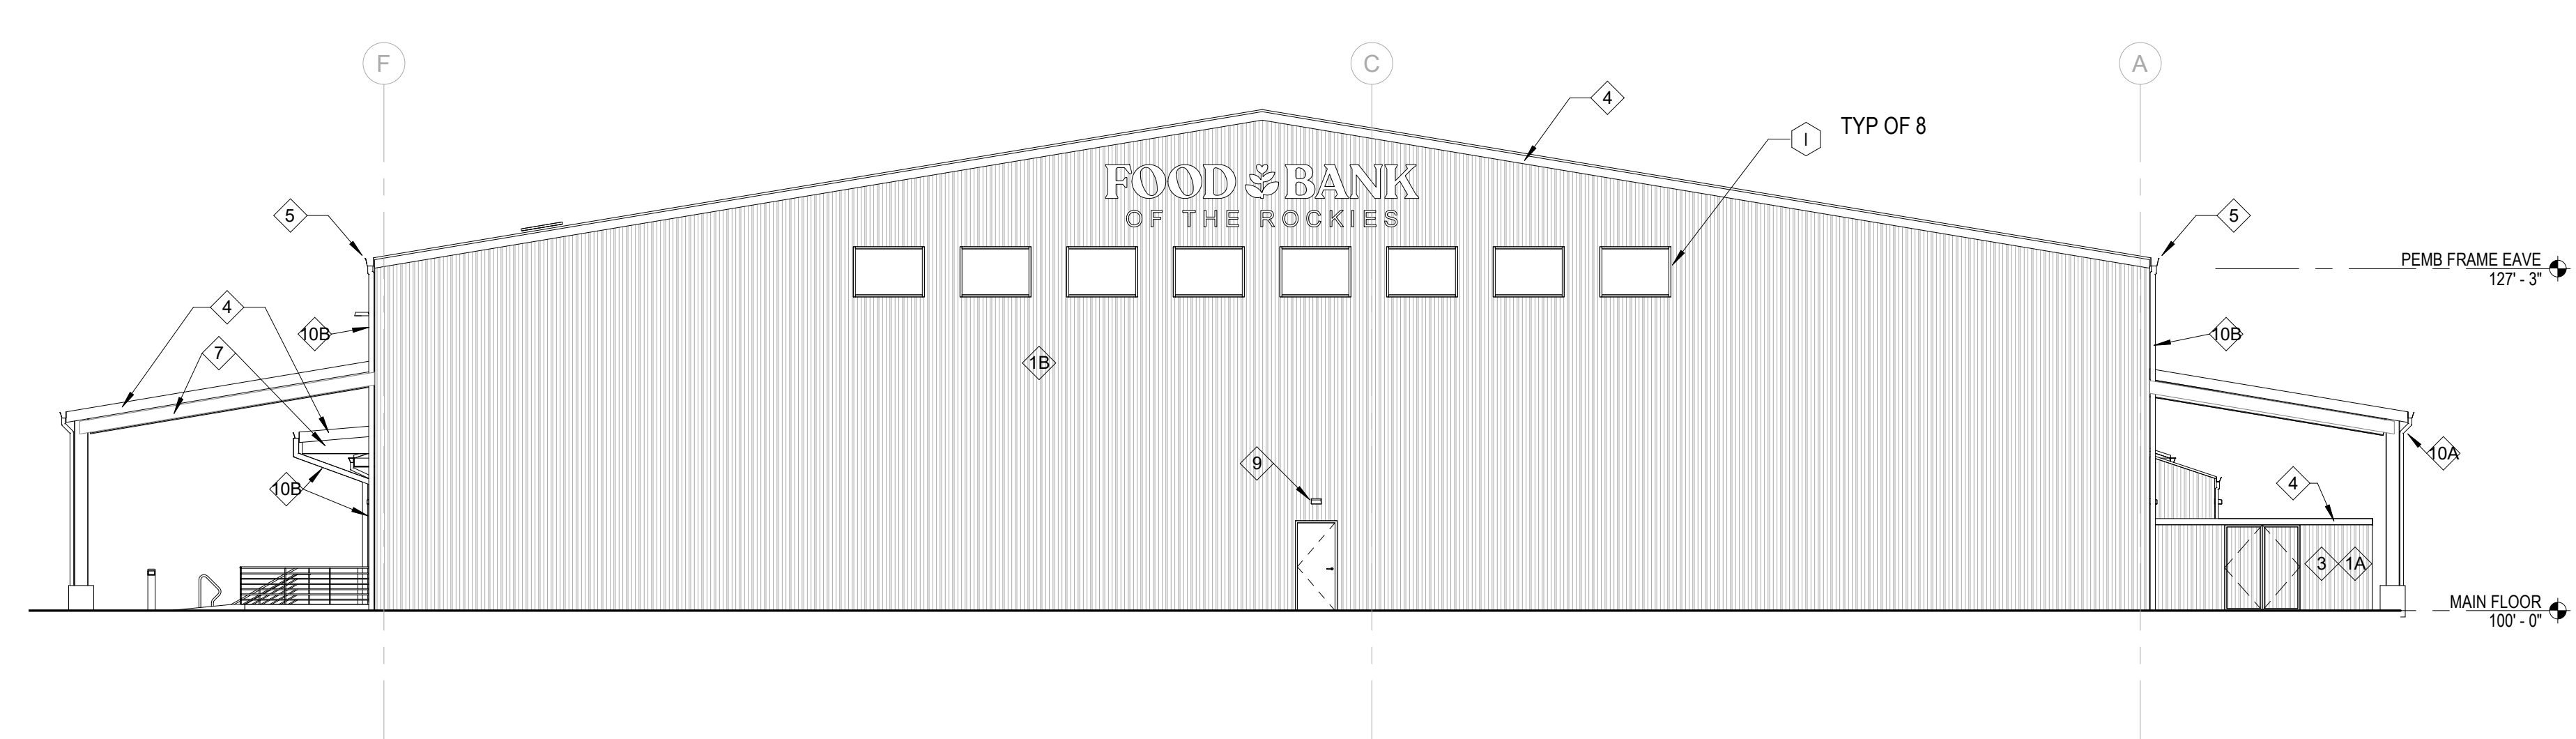 F
C
A
4
I
TYP OF 8
FOOD BANK
OF THE ROCKIES
5
5
PEMB FRAME EAVE
127' - 3"
4
10B
10B
7
1B
10A
9
4
10B
3
1A
MAIN FLOOR
100' - 0"